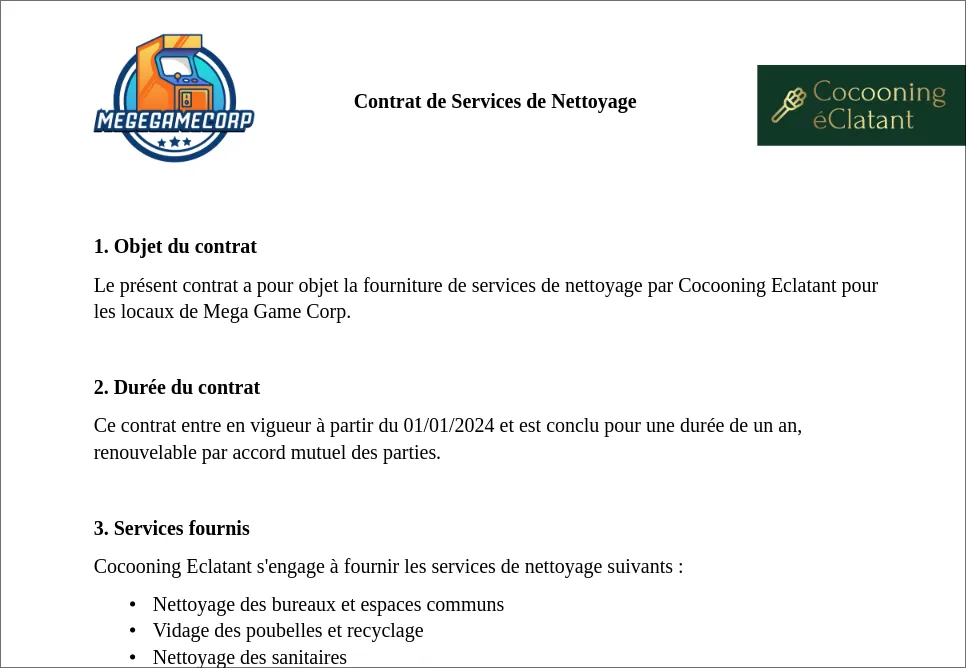 MEGEGAMECORP
Contrat de Services de Nettoyage
Cocooning
éClatant
1. Objet du contrat
Le présent contrat a pour objet la fourniture de services de nettoyage par Cocooning Eclatant pour
les locaux de Mega Game Corp.
2. Durée du contrat
Ce contrat entre en vigueur à partir du 01/01/2024 et est conclu pour une durée de un an,
renouvelable par accord mutuel des parties.
3. Services fournis
Cocooning Eclatant s'engage à fournir les services de nettoyage suivants :
• Nettoyage des bureaux et espaces communs
• Vidage des poubelles et recyclage
• Nettoyage des sanitaires